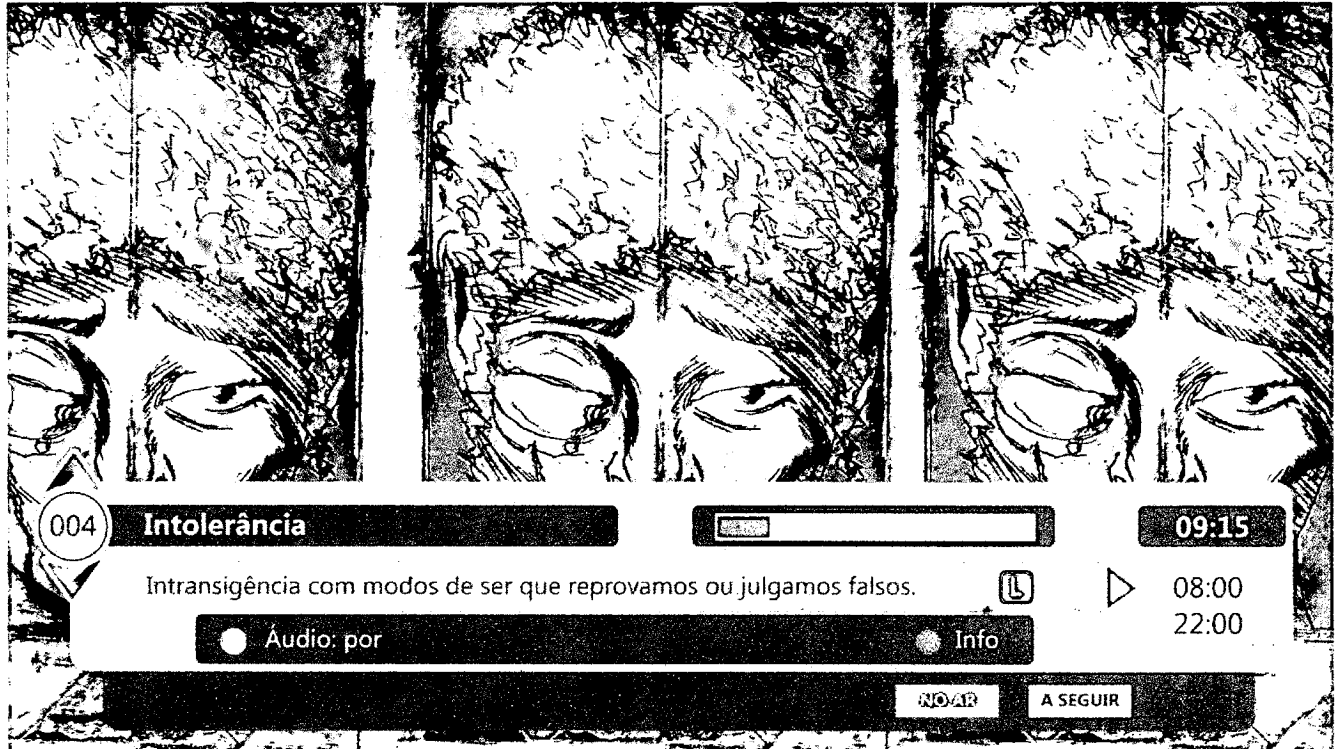 004
Intolerância
09:15
Intransigência com modos de ser que reprovamos ou julgamos falsos.
L
08:00
22:00
Áudio: por
Info
NO AR
A SEGUIR